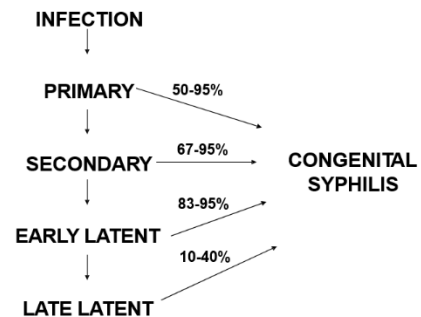 INFECTION
PRIMARY
50-95%
SECONDARY
67-95%
CONGENITAL
SYPHILIS
83-95%
EARLY LATENT
10-40%
LATE LATENT